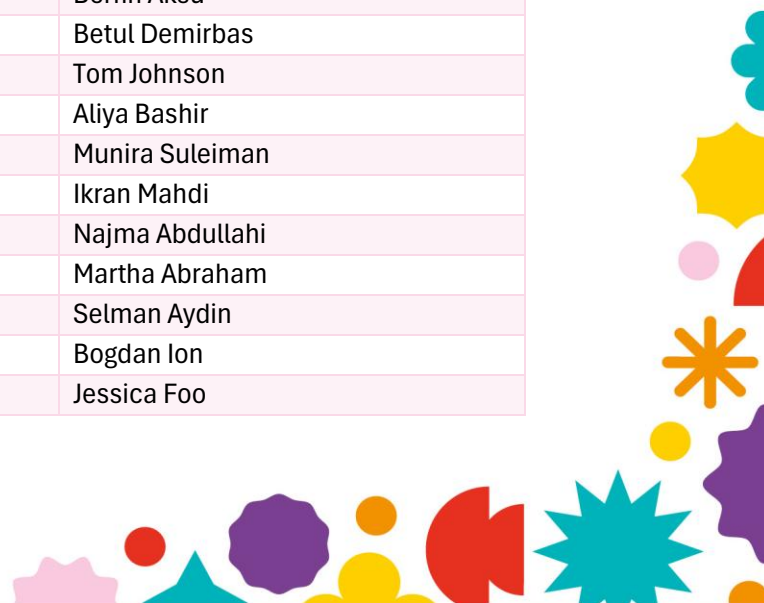 Betul Demirbas
Tom Johnson
Aliya Bashir
Munira Suleiman
Ikran Mahdi
Najma Abdullahi
Martha Abraham
Selman Aydin
Bogdan Ion
Jessica Foo